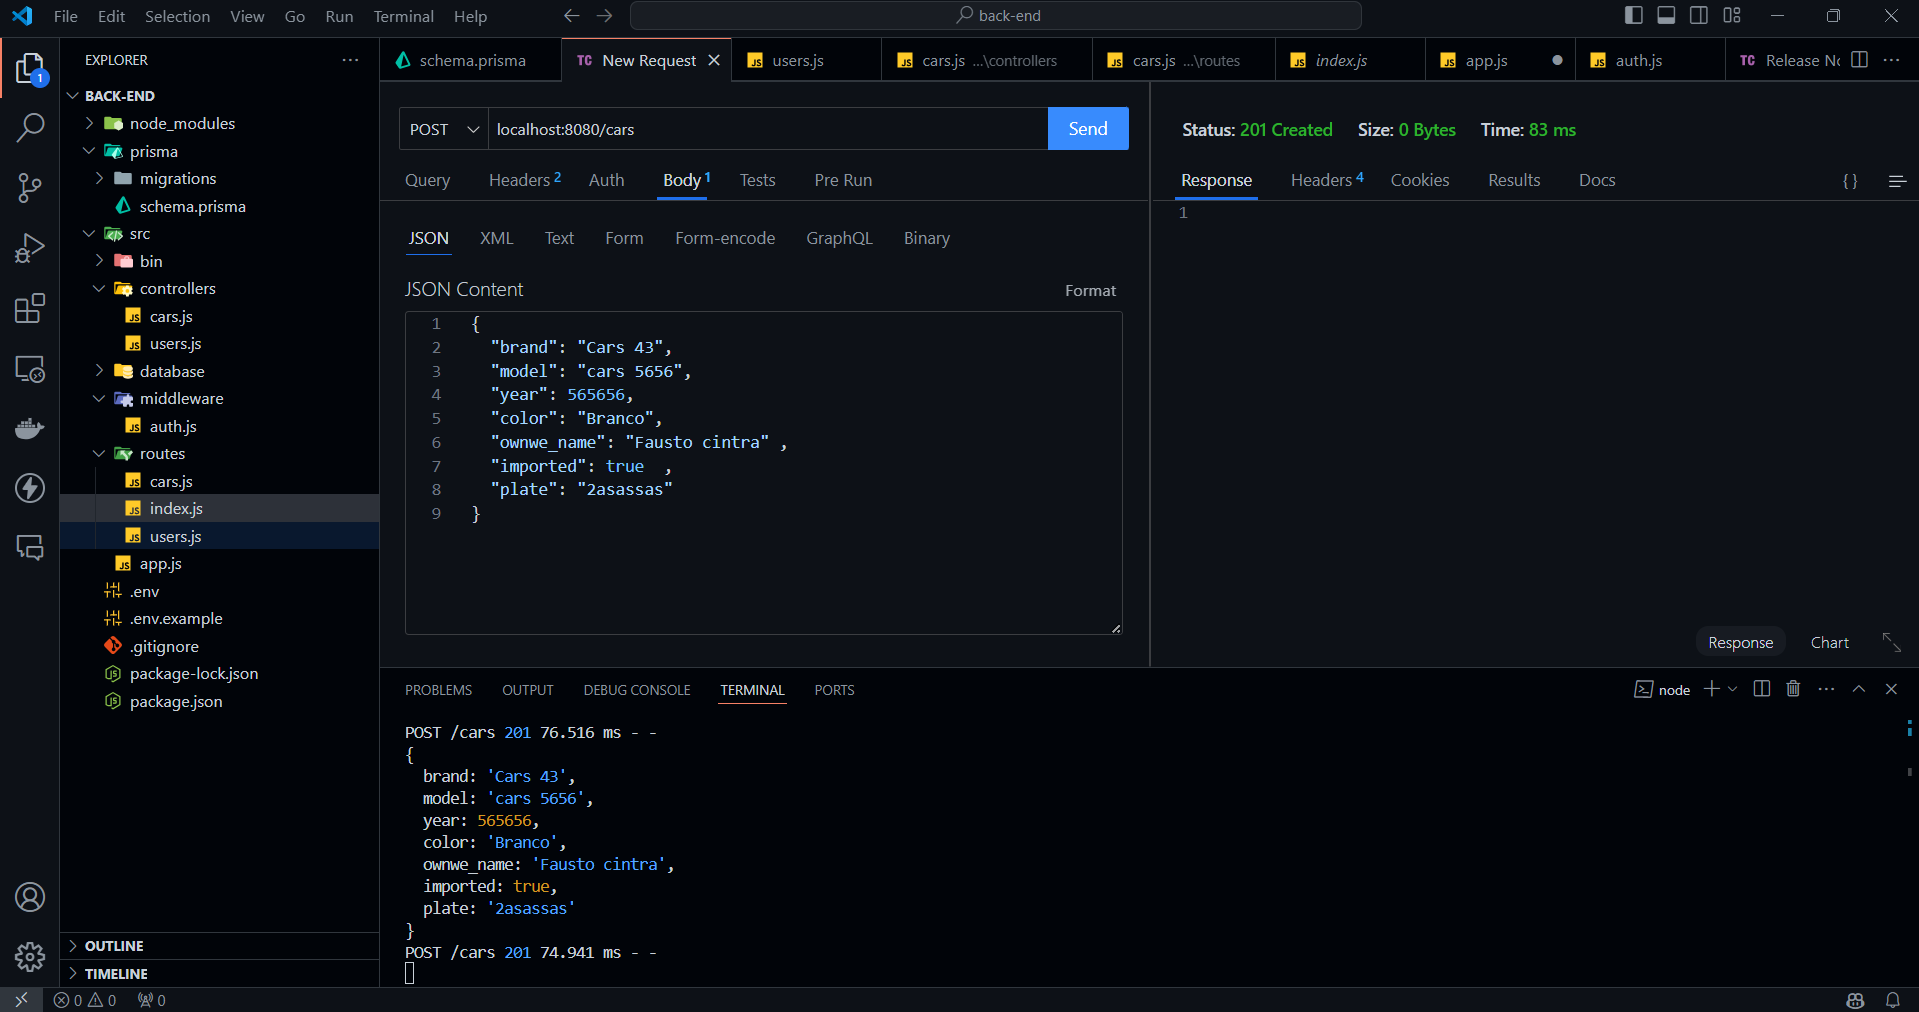 File Edit Selection View Go Run Terminal Help
back-end
EXPLORER
1
BACK-END
node_modules
prisma
migrations
schema.prisma
src
bin
controllers
cars.js
users.js
database
middleware
auth.js
routes
cars.js
index.js
users.js
app.js
.env
.env.example
.gitignore
package-lock.json
package.json
OUTLINE
TIMELINE
schema.prisma
TC New Request
JS users.js
JS cars.js ...\controllers
JS cars.js ...\routes
JS index.js
JS app.js
JS auth.js
TC Release No
POST localhost:8080/cars Send
Query Headers 2 Auth Body 1 Tests Pre Run
JSON XML Text Form Form-encode GraphQL Binary
JSON Content Format
1 {
2 "brand": "Cars 43",
3 "model": "cars 5656",
4 "year": 565656,
5 "color": "Branco",
6 "ownwe_name": "Fausto cintra" ,
7 "imported": true  ,
8 "plate": "2asassas"
9 }
Status: 201 Created Size: 0 Bytes Time: 83 ms
Response Headers 4 Cookies Results Docs { }
1
Response Chart
PROBLEMS OUTPUT DEBUG CONSOLE TERMINAL PORTS
node
POST /cars 201 76.516 ms - -
{
brand: 'Cars 43',
model: 'cars 5656',
year: 565656,
color: 'Branco',
ownwe_name: 'Fausto cintra',
imported: true,
plate: '2asassas'
}
POST /cars 201 74.941 ms - -
0 0 0